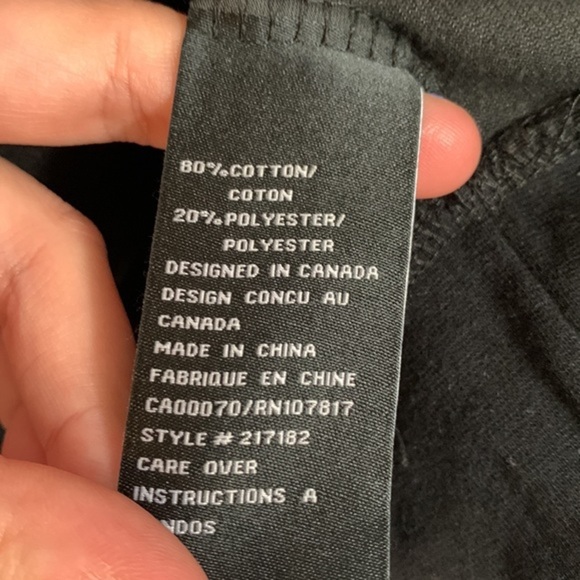 80%COTTON/
COTON
20%POLYESTER/
POLYESTER
DESIGNED IN CANADA
DESIGN CONCU AU
CANADA
MADE IN CHINA
FABRIQUE EN CHINE
CA00070/RN107817
STYLE # 217182
CARE OVER
INSTRUCTIONS A